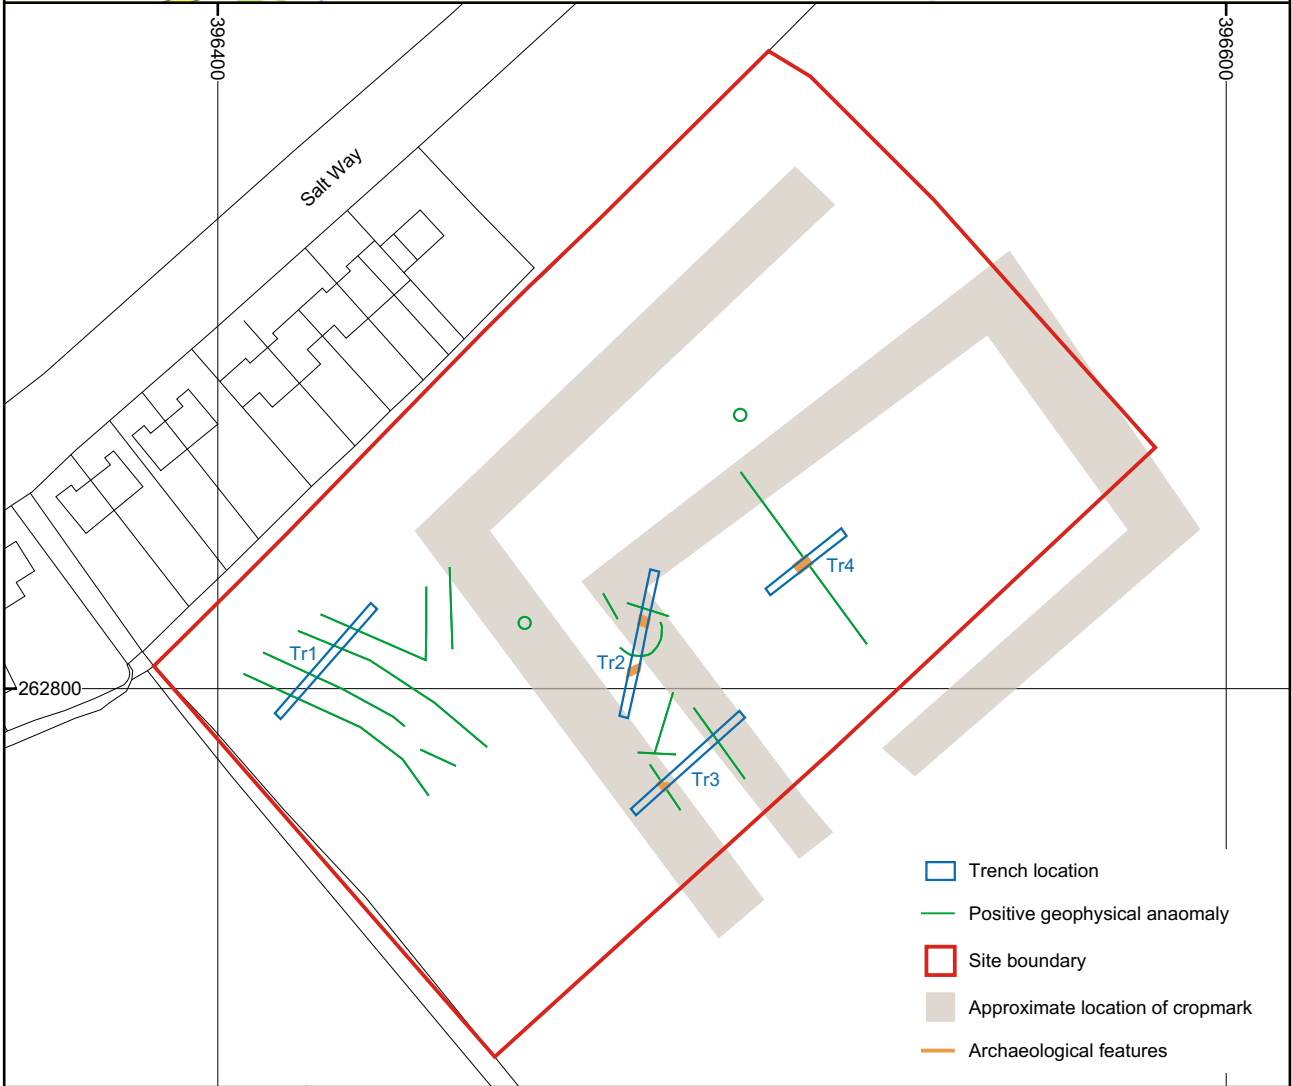 396400
396600
Salt Way
Tr4
Tr1
Tr2
262800
Tr3
Trench location
Positive geophysical anaomaly
Site boundary
Approximate location of cropmark
Archaeological features